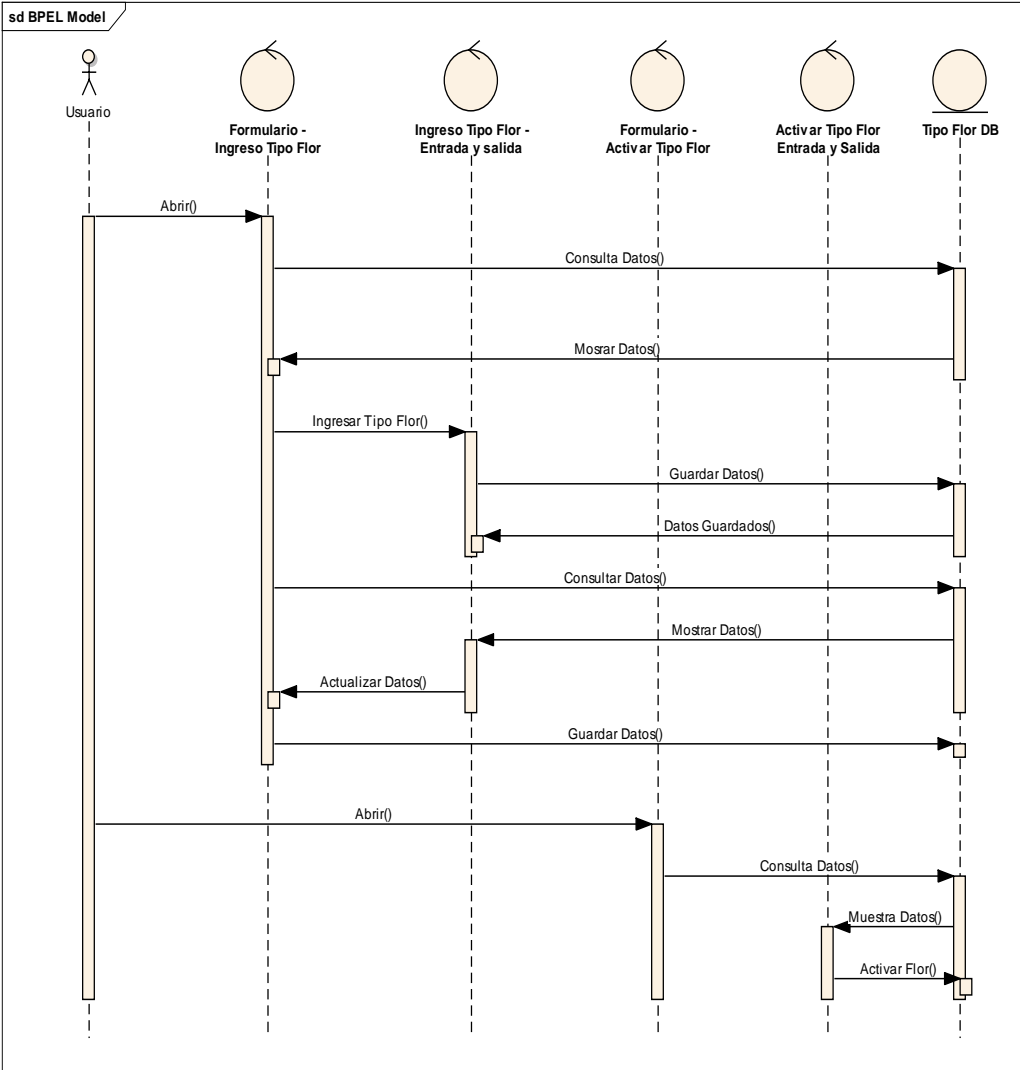 sd BPEL Model
Usuario
Formulario -
Ingreso Tipo Flor
Ingreso Tipo Flor -
Entrada y salida
Formulario -
Activar Tipo Flor
Activar Tipo Flor
Entrada y Salida
Tipo Flor DB
Abrir()
Consulta Datos()
Mosrar Datos()
Ingresar Tipo Flor()
Guardar Datos()
Datos Guardados()
Consultar Datos()
Mostrar Datos()
Actualizar Datos()
Guardar Datos()
Abrir()
Consulta Datos()
Muestra Datos()
Activar Flor()